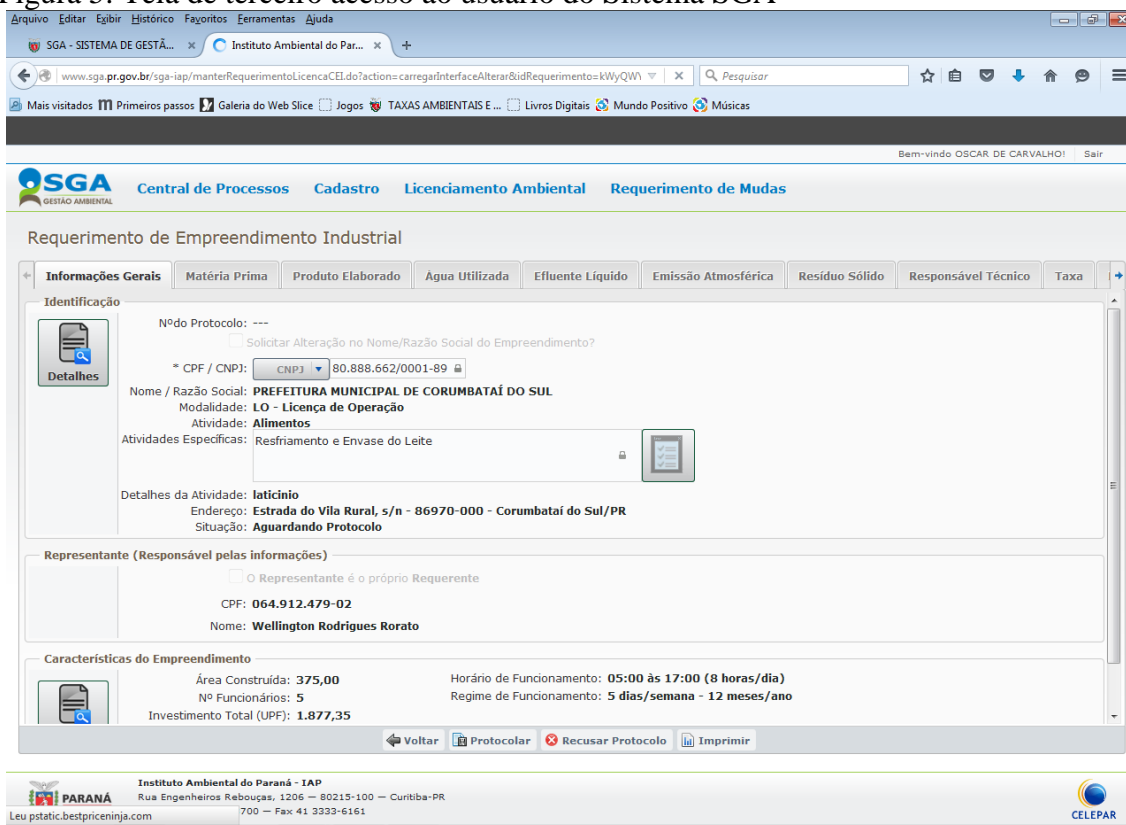 Figura 5. Tela de terceiro acesso ao usuário do Sistema SGA
Arquivo Editar Exibir Histórico Favoritos Ferramentas Ajuda
SGA - SISTEMA DE GESTÃ... × Instituto Ambiental do Par... × +
www.sga.pr.gov.br/sga-iap/manterRequerimentoLicencaCEI.do?action=carregarInterfaceAlterar&idRequerimento=kWyQW\ Pesquisar
Mais visitados Primeiros passos Galeria do Web Slice Jogos TAXAS AMBIENTAIS E ... Livros Digitais Mundo Positivo Músicas
Bem-vindo OSCAR DE CARVALHO! Sair
SGA
GESTÃO AMBIENTAL
Central de Processos Cadastro Licenciamento Ambiental Requerimento de Mudas
Requerimento de Empreendimento Industrial
Informações Gerais Matéria Prima Produto Elaborado Água Utilizada Efluente Líquido Emissão Atmosférica Resíduo Sólido Responsável Técnico Taxa
Identificação
Detalhes
Nºdo Protocolo: ---
Solicitar Alteração no Nome/Razão Social do Empreendimento?
* CPF / CNPJ: CNPJ 80.888.662/0001-89
Nome / Razão Social: PREFEITURA MUNICIPAL DE CORUMBATAÍ DO SUL
Modalidade: LO - Licença de Operação
Atividade: Alimentos
Atividades Específicas: Resfriamento e Envase do Leite
Detalhes da Atividade: laticinio
Endereço: Estrada do Vila Rural, s/n - 86970-000 - Corumbataí do Sul/PR
Situação: Aguardando Protocolo
Representante (Responsável pelas informações)
O Representante é o próprio Requerente
CPF: 064.912.479-02
Nome: Wellington Rodrigues Rorato
Características do Empreendimento
Área Construída: 375,00 Horário de Funcionamento: 05:00 às 17:00 (8 horas/dia)
Nº Funcionários: 5 Regime de Funcionamento: 5 dias/semana - 12 meses/ano
Investimento Total (UPF): 1.877,35
Voltar Protocolar Recusar Protocolo Imprimir
PARANÁ
Instituto Ambiental do Paraná - IAP
Rua Engenheiros Rebouças, 1206 — 80215-100 — Curitiba-PR
700 — Fax 41 3333-6161
Leu pstatic.bestpriceninja.com
CELEPAR